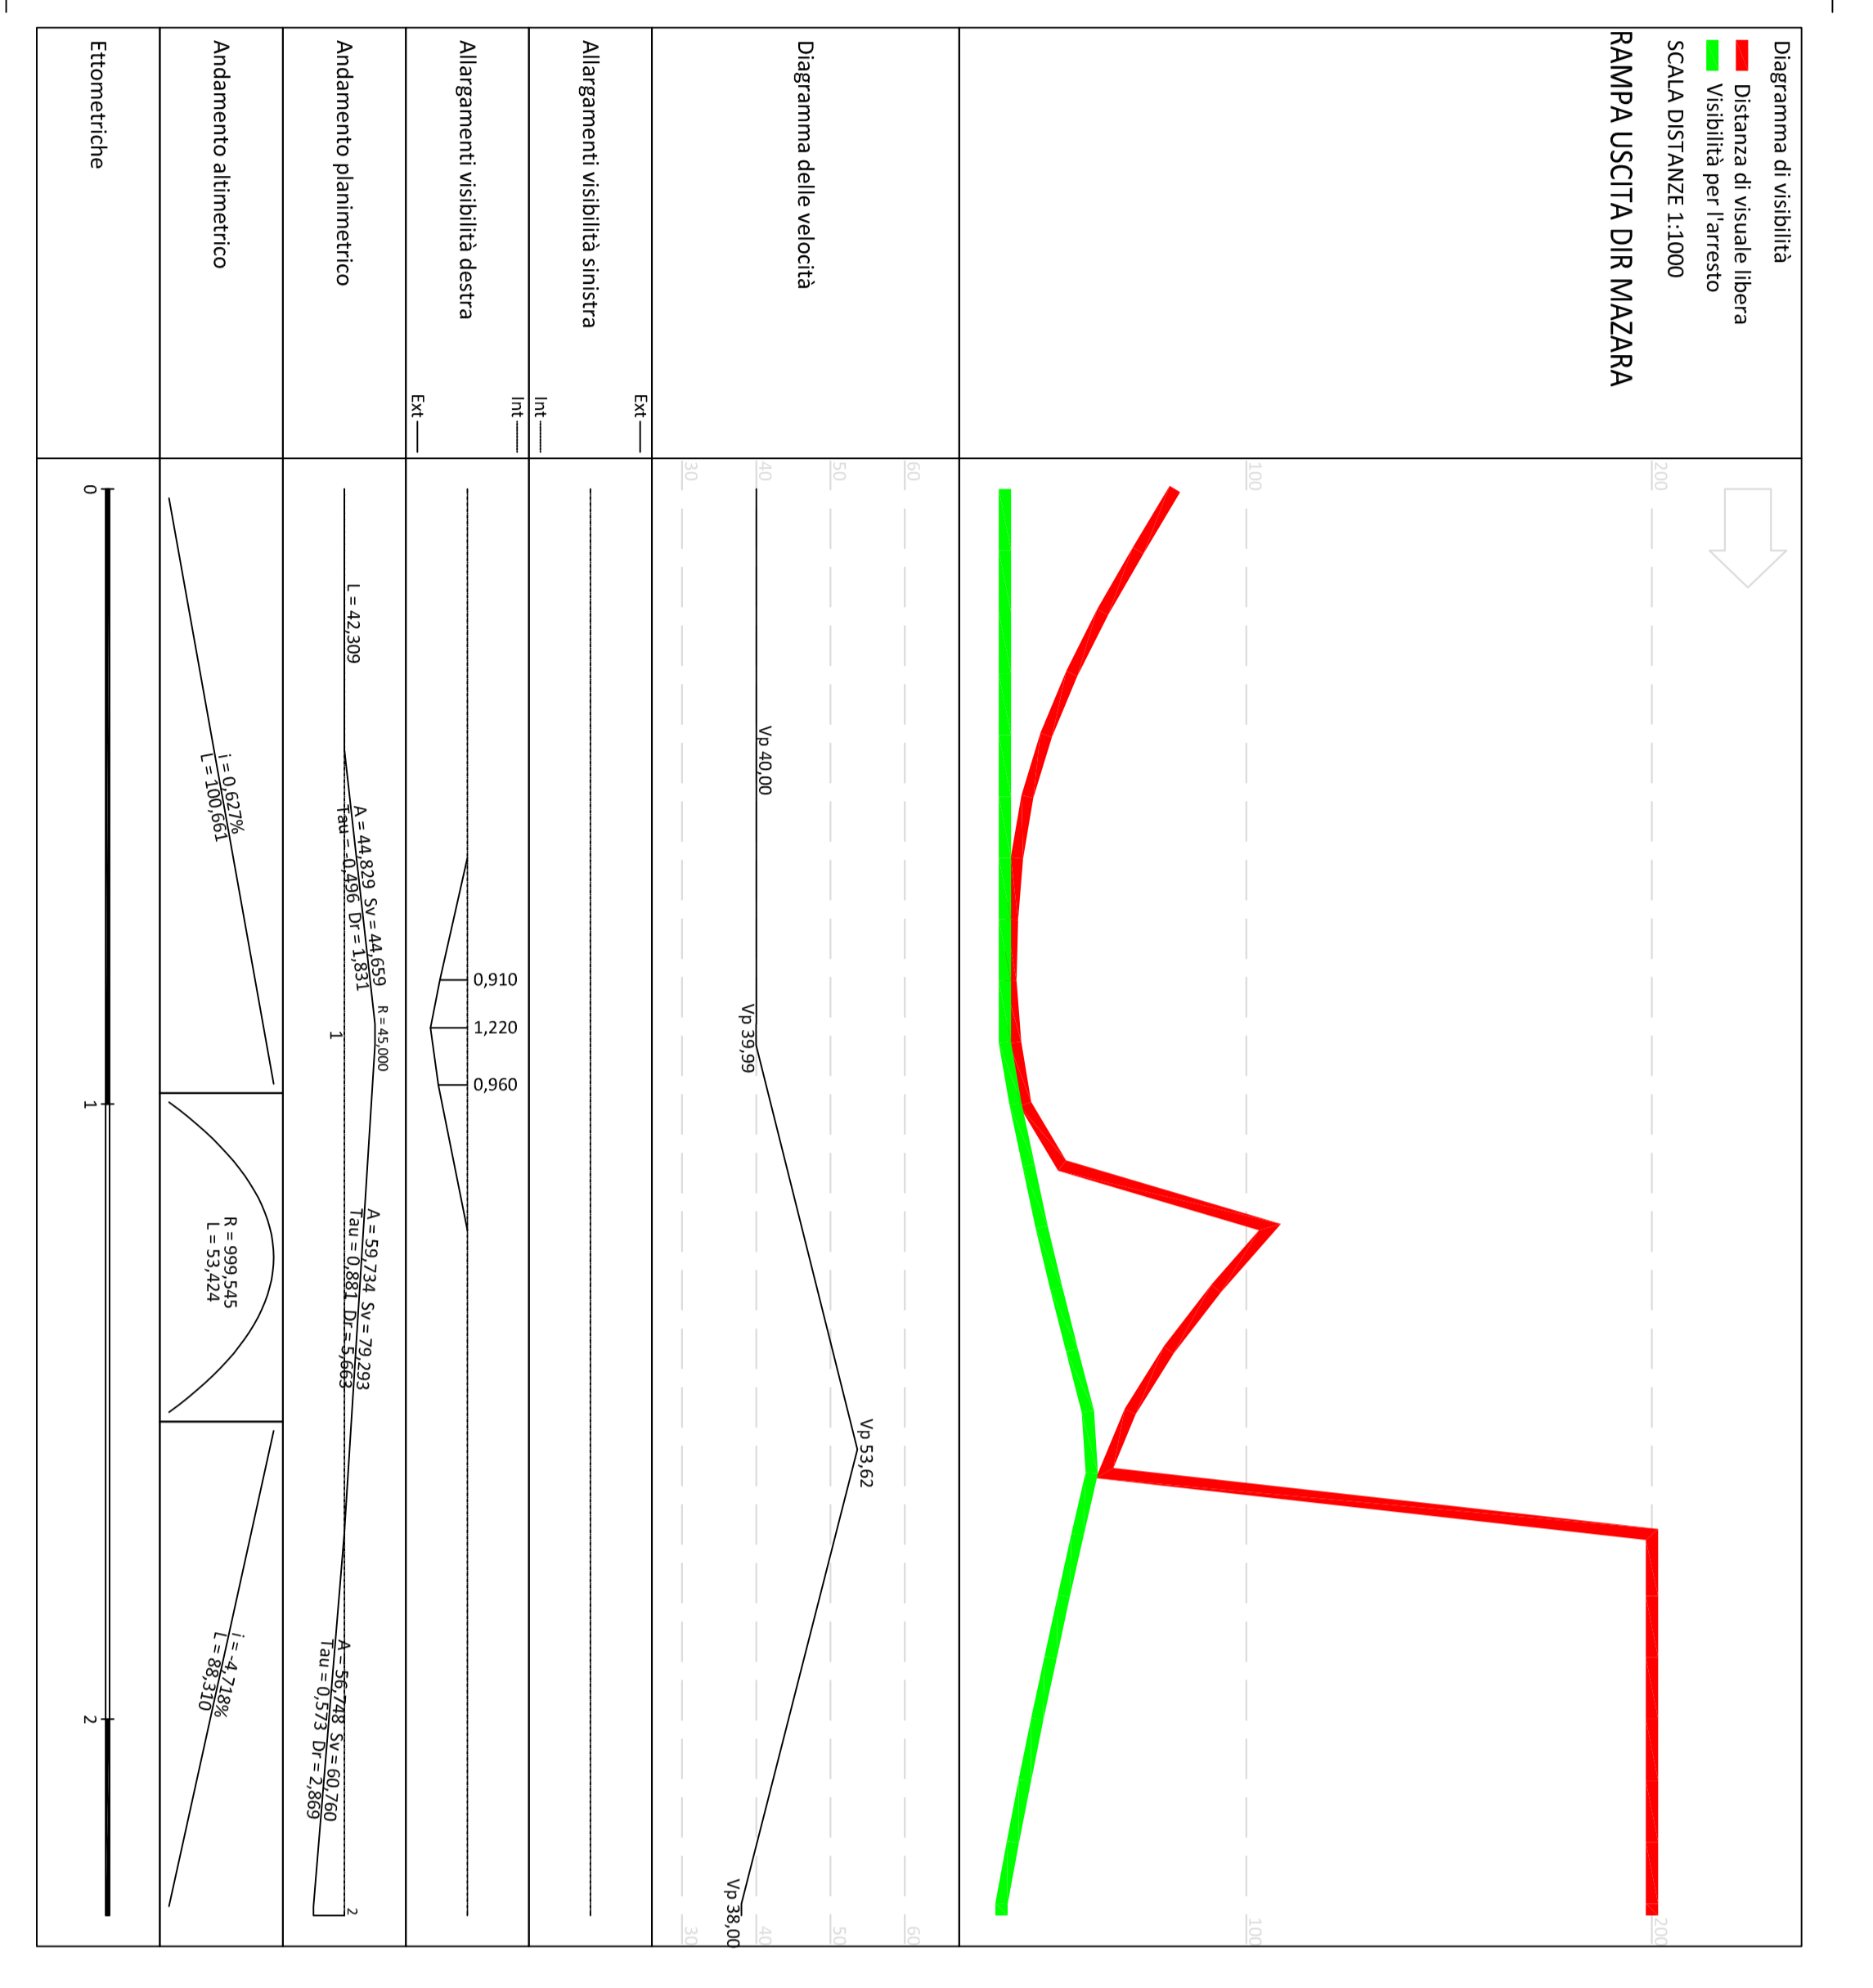 Diagramma di visibilità
Distanza di visuale libera
Visibilità per l'arresto
SCALA DISTANZE 1:1000
RAMPA USCITA DIR MAZARA
200
200
100
100
Diagramma delle velocità
60
50
40
30
60
50
40
30
Vp 40,00
Vp 39,99
Vp 53,62
Vp 38,00
Allargamenti visibilità sinistra
Ext
Int
Allargamenti visibilità destra
Int
Ext
0,910
1,220
0,960
Andamento planimetrico
L = 42,309
A = 44,829 Sv = 44,659
Tau = -0,496 Dr = 1,831
R = 45,000
1
A = 59,734 Sv = 79,293
Tau = 0,881 Dr = 5,663
A = 56,748 Sv = 60,760
Tau = 0,573 Dr = 2,869
2
Andamento altimetrico
i = 0,627%
L = 100,661
R = 999,545
L = 53,424
i = -4,718%
L = 88,310
Ettometriche
0
1
2